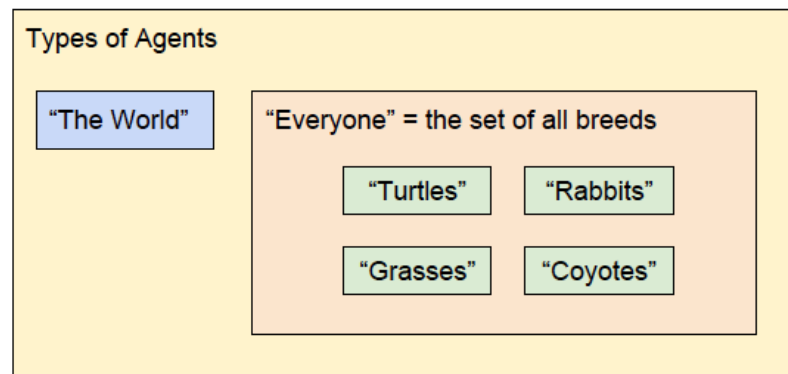 Types of Agents
“The World”
“Everyone” = the set of all breeds
“Turtles”
“Rabbits”
“Grasses”
“Coyotes”